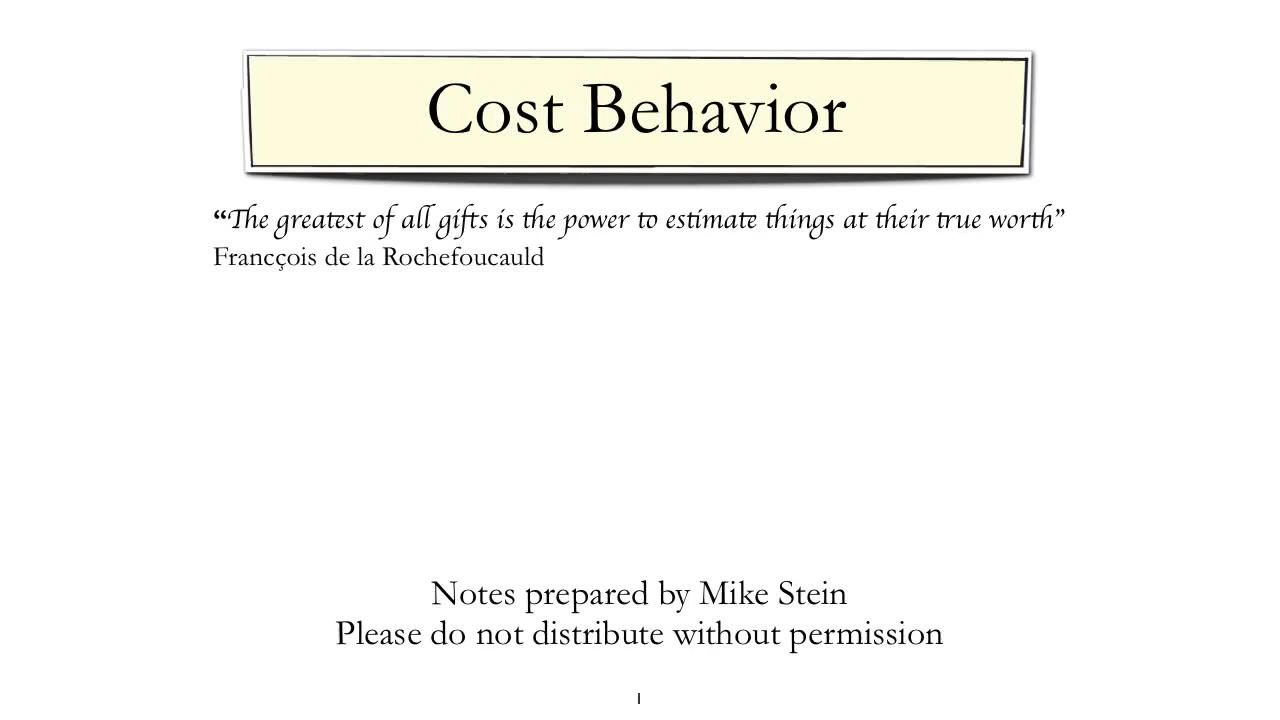 Cost Behavior
“The greatest of all gifts is the power to estimate things at their true worth”
Francçois de la Rochefoucauld
Notes prepared by Mike Stein
Please do not distribute without permission
1